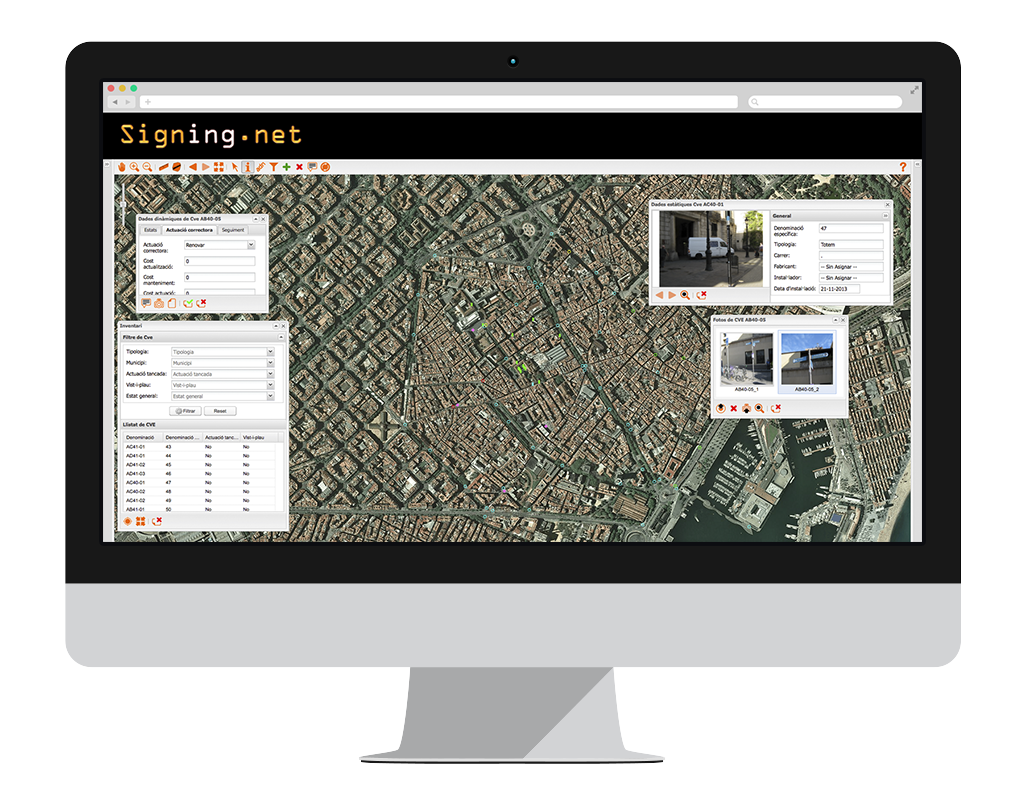 Signing.net
?
Dades dinàmiques de Cve AB40-05
Estats Actuació correctora Seguiment
Actuació correctora: Renovar
Cost actualització: 0
Cost manteniment: 0
Cost actuació: 0
Inventari
Filtre de Cve
Tipologia: Tipologia
Municipi: Municipi
Actuació tancada: Actuació tancada
Vist-i-plau: Vist-i-plau
Estat general: Estat general
Filtrar Reset
Llistat de CVE
Denominació Denominació ... Actuació tanc... Vist-i-plau
AC41-01 43 No No
AD41-01 44 No No
AD41-02 45 No No
AD41-03 46 No No
AC40-01 47 No No
AC40-02 48 No No
AC41-02 49 No No
AB41-01 50 No No
Dades estàtiques Cve AC40-01
General
Denominació específica: 47
Tipologia: Totem
Carrer: .
Fabricant: -- Sin Asignar --
Instal·lador: -- Sin Asignar --
Data d'instal·lació: 21-11-2013
Fotos de CVE AB40-05
AB40-05_1 AB40-05_2